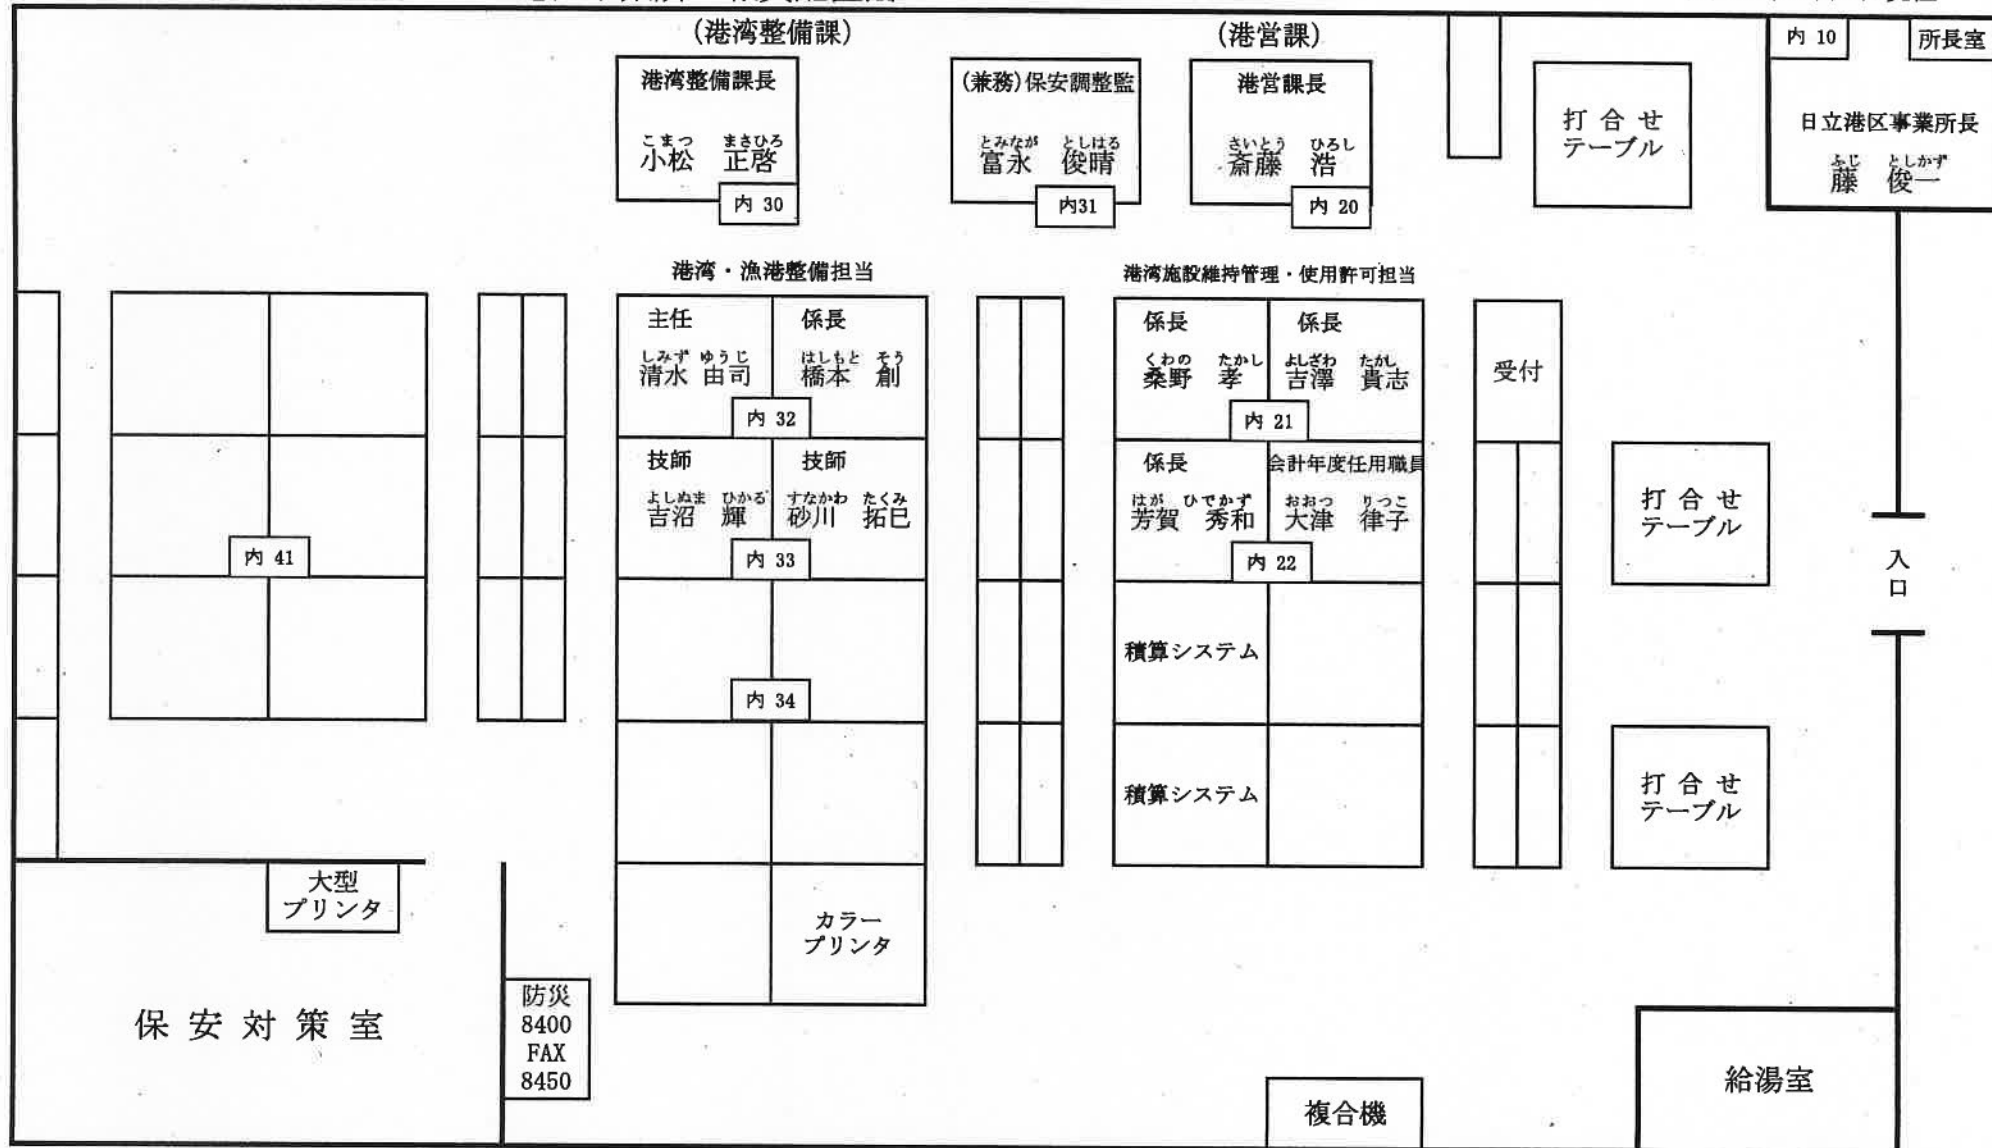 (港湾整備課)
(港営課)
内 10
所長室
港湾整備課長
こまつ まさひろ
小松 正啓
内 30
(兼務)保安調整監
とみなが としはる
富永 俊晴
内31
港営課長
さいとう ひろし
斎藤 浩
内 20
打 合 せ
テーブル
日立港区事業所長
ふじ としかず
藤 俊一
港湾・漁港整備担当
主任
しみず ゆうじ
清水 由司
係長
はしもと そう
橋本 創
内 32
技師
よしぬま ひかる
吉沼 輝
技師
すなかわ たくみ
砂川 拓巳
内 33
内 34
カラー
プリンタ
港湾施設維持管理・使用許可担当
係長
くわの たかし
桑野 孝
係長
よしざわ たかし
吉澤 貴志
内 21
係長
はが ひでかず
芳賀 秀和
会計年度任用職員
おおつ りつこ
大津 律子
内 22
積算システム
積算システム
受付
打 合 せ
テーブル
入
口
打 合 せ
テーブル
内 41
大型
プリンタ
保 安 対 策 室
防災
8400
FAX
8450
複合機
給湯室